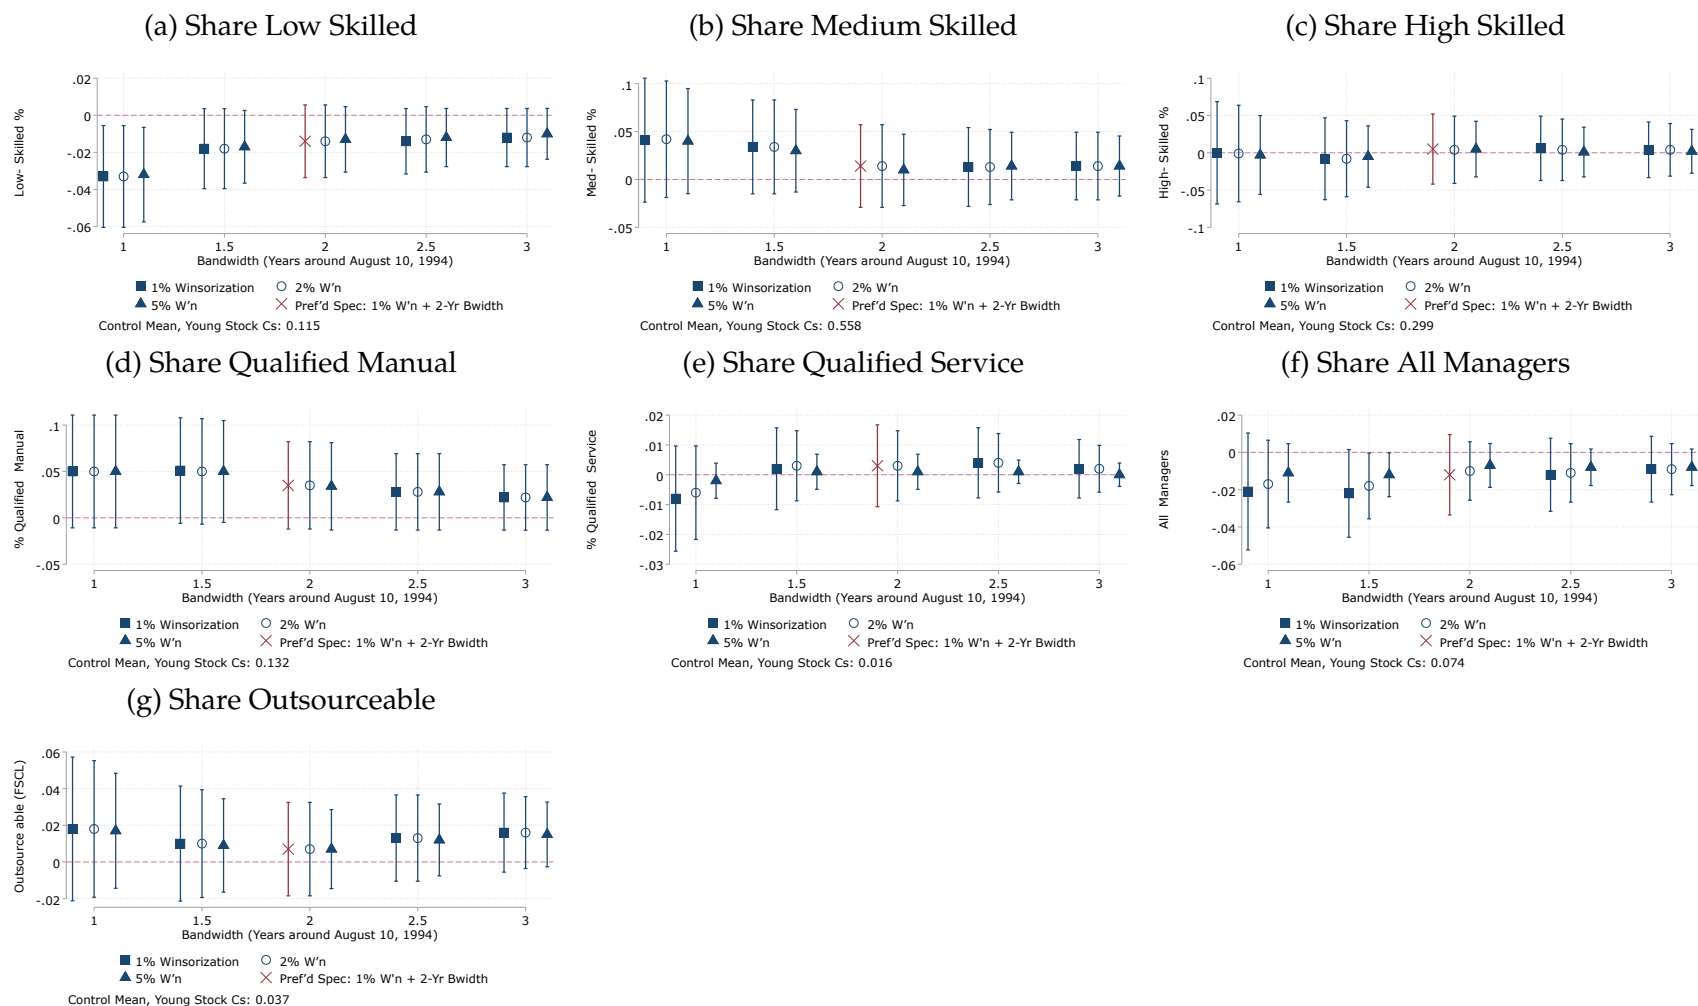 (a) Share Low Skilled
.02
0
-.02
-.04
-.06
Low- Skilled %
1 1.5 2 2.5 3
Bandwidth (Years around August 10, 1994)
1% Winsorization 2% W'n
5% W'n Pref'd Spec: 1% W'n + 2-Yr Bwidth
Control Mean, Young Stock Cs: 0.115
(b) Share Medium Skilled
.1
.05
0
-.05
Med- Skilled %
1 1.5 2 2.5 3
Bandwidth (Years around August 10, 1994)
1% Winsorization 2% W'n
5% W'n Pref'd Spec: 1% W'n + 2-Yr Bwidth
Control Mean, Young Stock Cs: 0.558
(c) Share High Skilled
.1
.05
0
-.05
-.1
High- Skilled %
1 1.5 2 2.5 3
Bandwidth (Years around August 10, 1994)
1% Winsorization 2% W'n
5% W'n Pref'd Spec: 1% W'n + 2-Yr Bwidth
Control Mean, Young Stock Cs: 0.299
(d) Share Qualified Manual
.1
.05
0
-.05
% Qualified Manual
1 1.5 2 2.5 3
Bandwidth (Years around August 10, 1994)
1% Winsorization 2% W'n
5% W'n Pref'd Spec: 1% W'n + 2-Yr Bwidth
Control Mean, Young Stock Cs: 0.132
(e) Share Qualified Service
.02
.01
0
-.01
-.02
-.03
% Qualified Service
1 1.5 2 2.5 3
Bandwidth (Years around August 10, 1994)
1% Winsorization 2% W'n
5% W'n Pref'd Spec: 1% W'n + 2-Yr Bwidth
Control Mean, Young Stock Cs: 0.016
(f) Share All Managers
.02
0
-.02
-.04
-.06
All Managers
1 1.5 2 2.5 3
Bandwidth (Years around August 10, 1994)
1% Winsorization 2% W'n
5% W'n Pref'd Spec: 1% W'n + 2-Yr Bwidth
Control Mean, Young Stock Cs: 0.074
(g) Share Outsourceable
.06
.04
.02
0
-.02
Outsource able (FSCL)
1 1.5 2 2.5 3
Bandwidth (Years around August 10, 1994)
1% Winsorization 2% W'n
5% W'n Pref'd Spec: 1% W'n + 2-Yr Bwidth
Control Mean, Young Stock Cs: 0.037